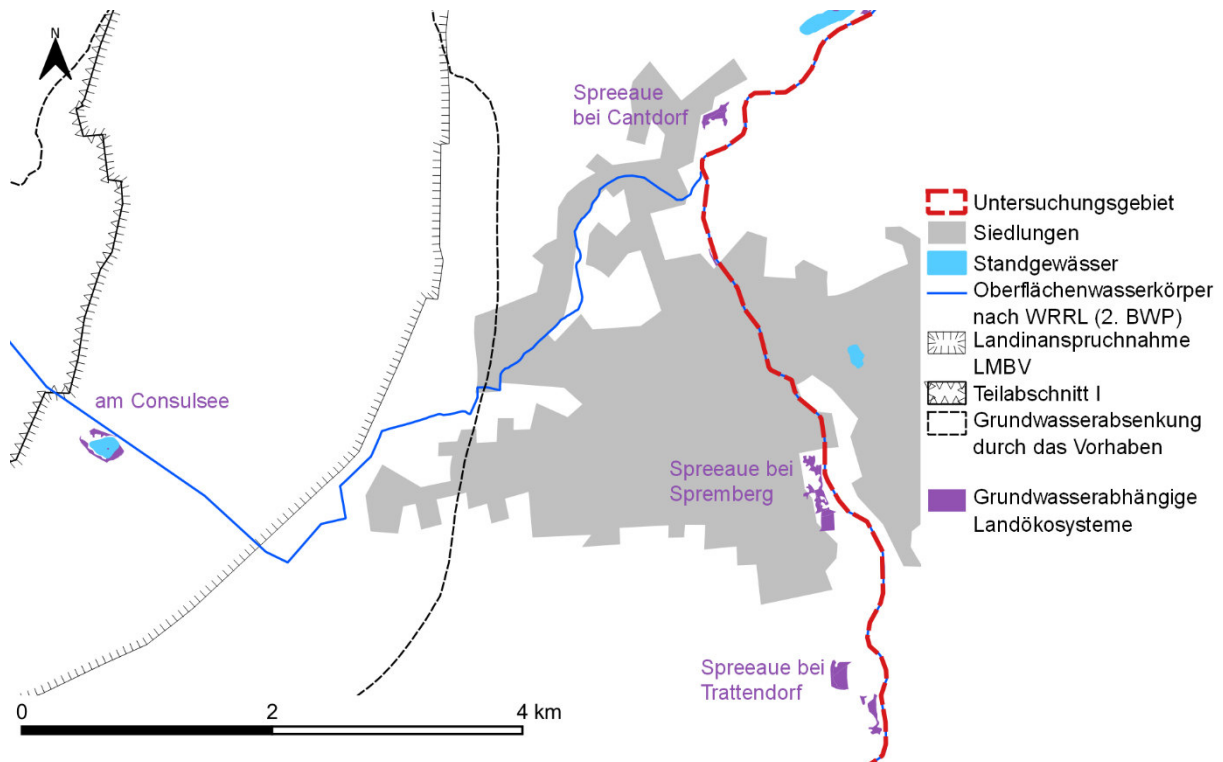 N
Spreeaue
bei Cantdorf
am Consulsee
Spreeaue bei
Spremberg
Spreeaue bei
Trattendorf
0 2 4 km
Untersuchungsgebiet
Siedlungen
Standgewässer
Oberflächenwasserkörper
nach WRRL (2. BWP)
Landinanspruchnahme
LMBV
Teilabschnitt I
Grundwasserabsenkung
durch das Vorhaben
Grundwasserabhängige
Landökosysteme